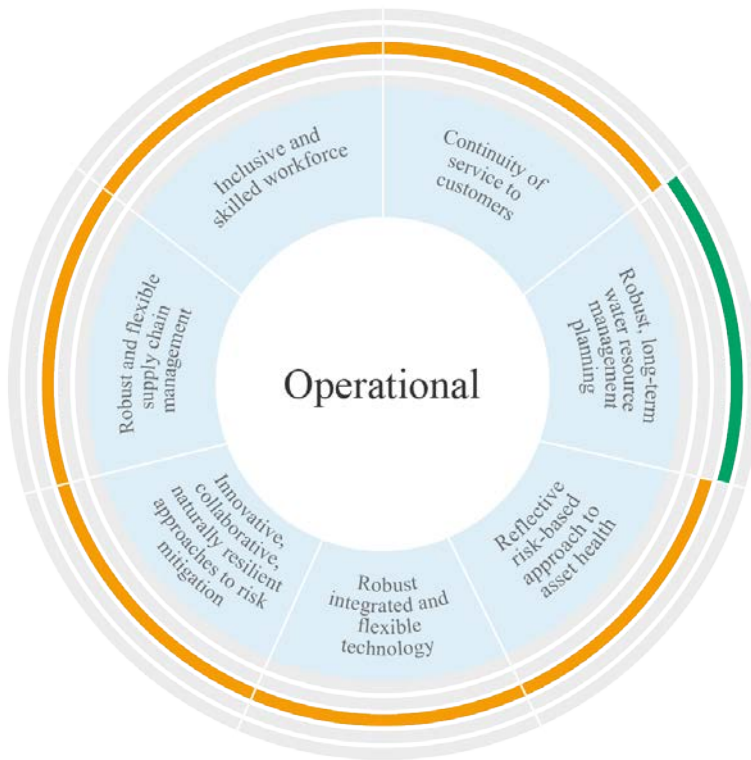 Operational
Continuity of
service to
customers
Robust, long-term
water resource
management
planning
Reflective
risk-based
approach to
asset health
Robust
integrated and
flexible
technology
Innovative,
collaborative,
naturally resilient
approaches to risk
mitigation
Robust and flexible
supply chain
management
Inclusive and
skilled workforce